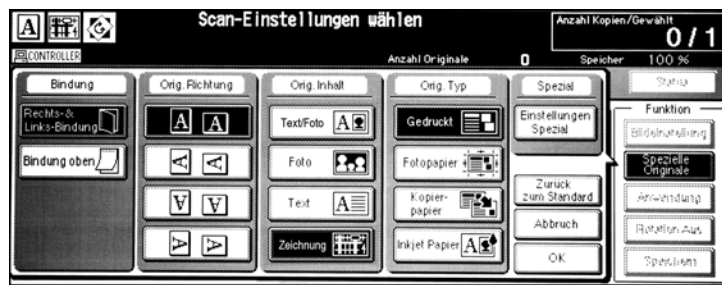 Scan-Einstellungen wählen
Anzahl Kopien/Gewählt
0 / 1
CONTROLLER
Anzahl Originale 0 Speicher 100 %
Bindung
Rechts-&
Links-Bindung
Bindung oben
Orig. Richtung
A A
A A
A A
A A
Orig. Inhalt
Text/Foto
Foto
Text
Zeichnung
Orig. Typ
Gedruckt
Fotopapier
Kopier-
papier
Inkjet Papier
Spezial
Einstellungen
Spezial
Zurück
zum Standard
Abbruch
OK
Status
Funktion
Bildeinstellung
Spezielle
Originale
Anwendung
Rotation Aus
Speichern